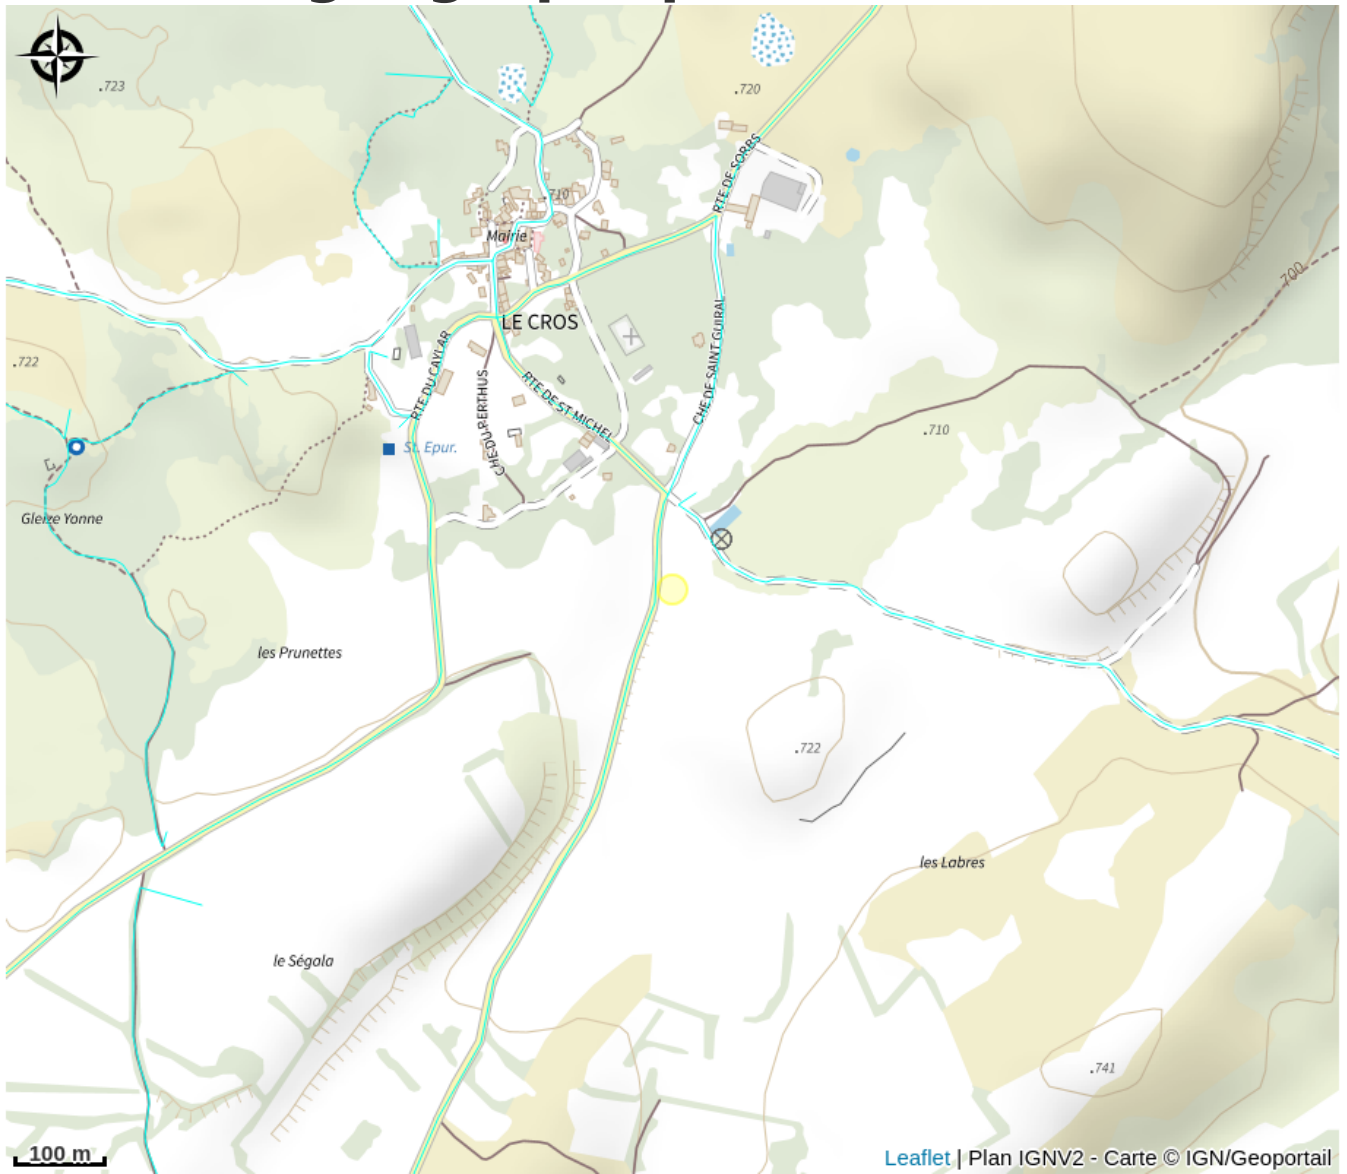 .723
.720
RTE DE SORBS
710
Mairie
700
LE CROS
.722
RTE DU CAYLAR
CHE DU PERTHUS
RTE DE ST-MICHEL
CHE DE SAINT GUIRAL
.710
St. Epur.
Gleize Yonne
les Prunettes
.722
les Labres
le Ségala
.741
100 m
Leaflet | Plan IGNV2 - Carte © IGN/Geoportail